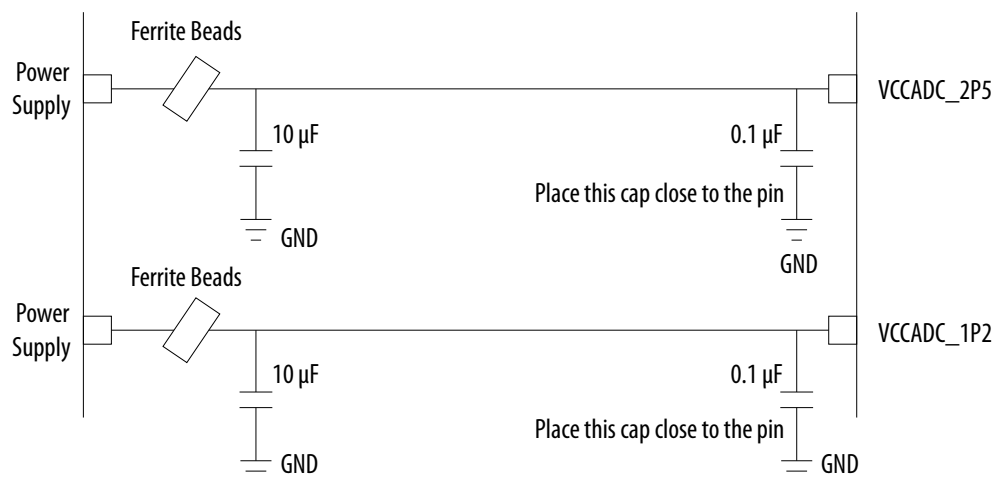 Ferrite Beads
Power
Supply
VCCADC_2P5
10 µF
0.1 µF
Place this cap close to the pin
GND
GND
Ferrite Beads
Power
Supply
VCCADC_1P2
10 µF
0.1 µF
Place this cap close to the pin
GND
GND